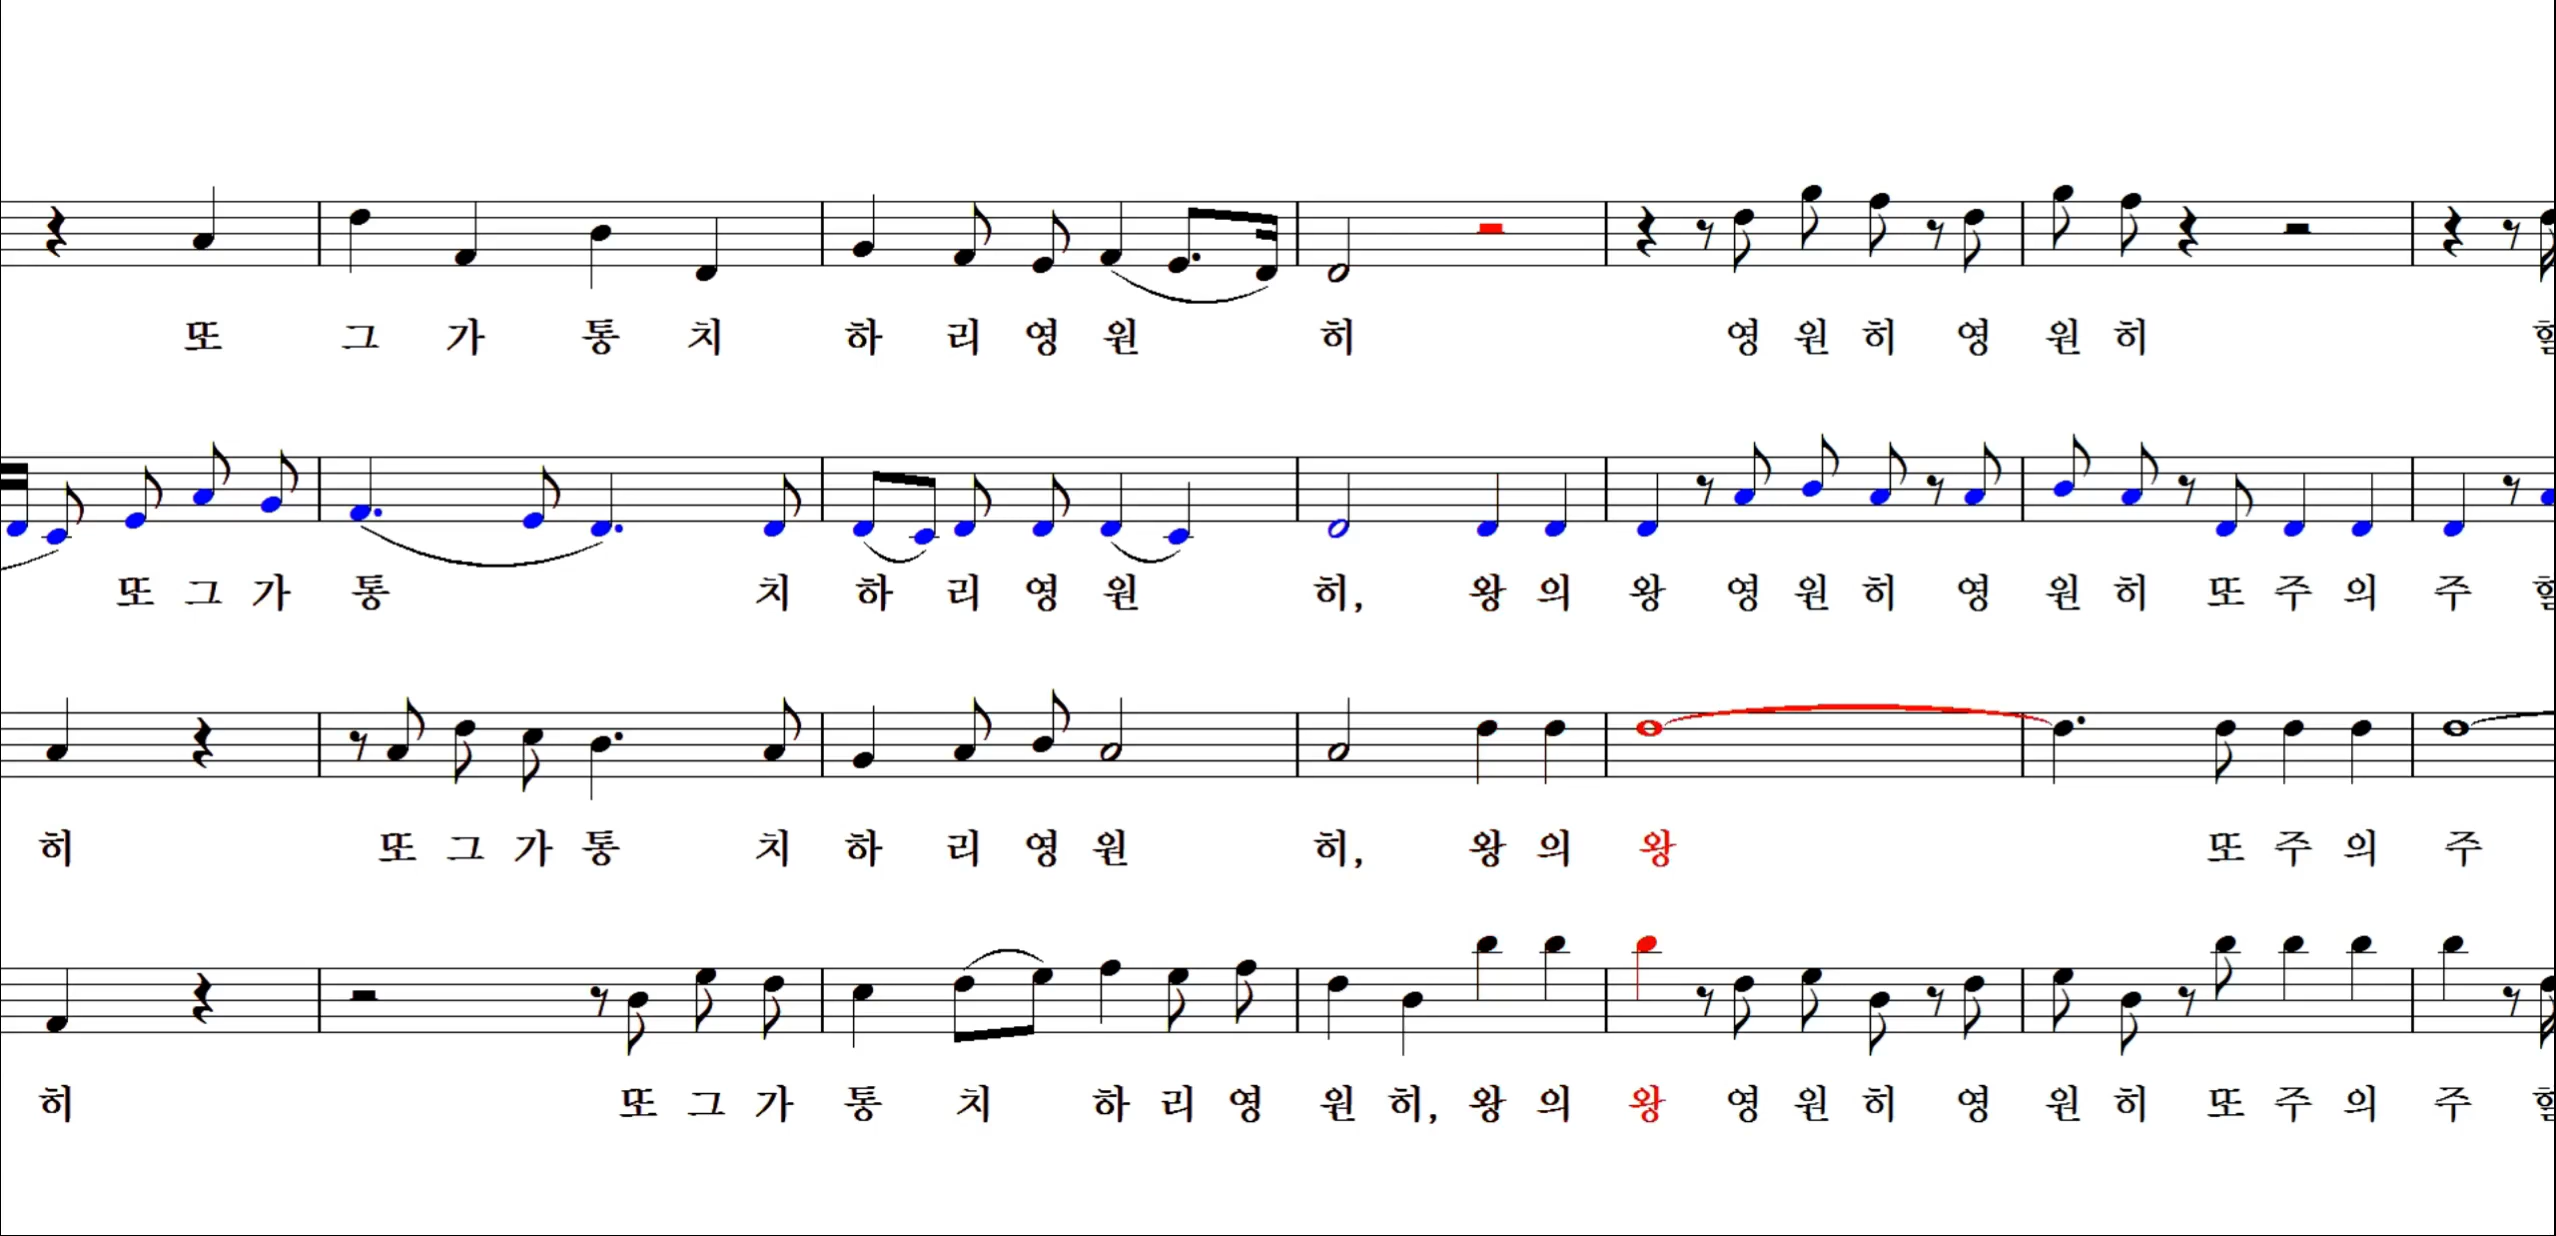 또 그 가 통 치 하 리 영 원 히 영 원 히 영 원 히
또 그 가 통 치 하 리 영 원 히, 왕 의 왕 영 원 히 영 원 히 또 주 의 주
히 또 그 가 통 치 하 리 영 원 히, 왕 의 왕 또 주 의 주
히 또 그 가 통 치 하 리 영 원 히, 왕 의 왕 영 원 히 영 원 히 또 주 의 주